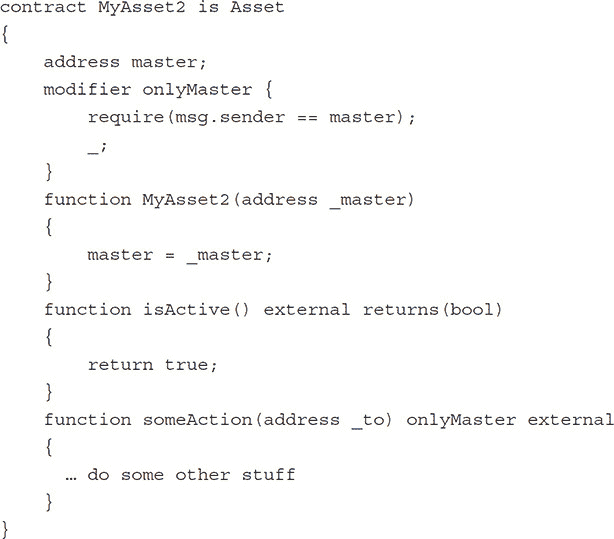 contract MyAsset2 is Asset
{
    address master;
    modifier onlyMaster {
        require(msg.sender == master);
        _;
    }
    function MyAsset2(address _master)
    {
        master = _master;
    }
    function isActive() external returns(bool)
    {
        return true;
    }
    function someAction(address _to) onlyMaster external
    {
      … do some other stuff
    }
}